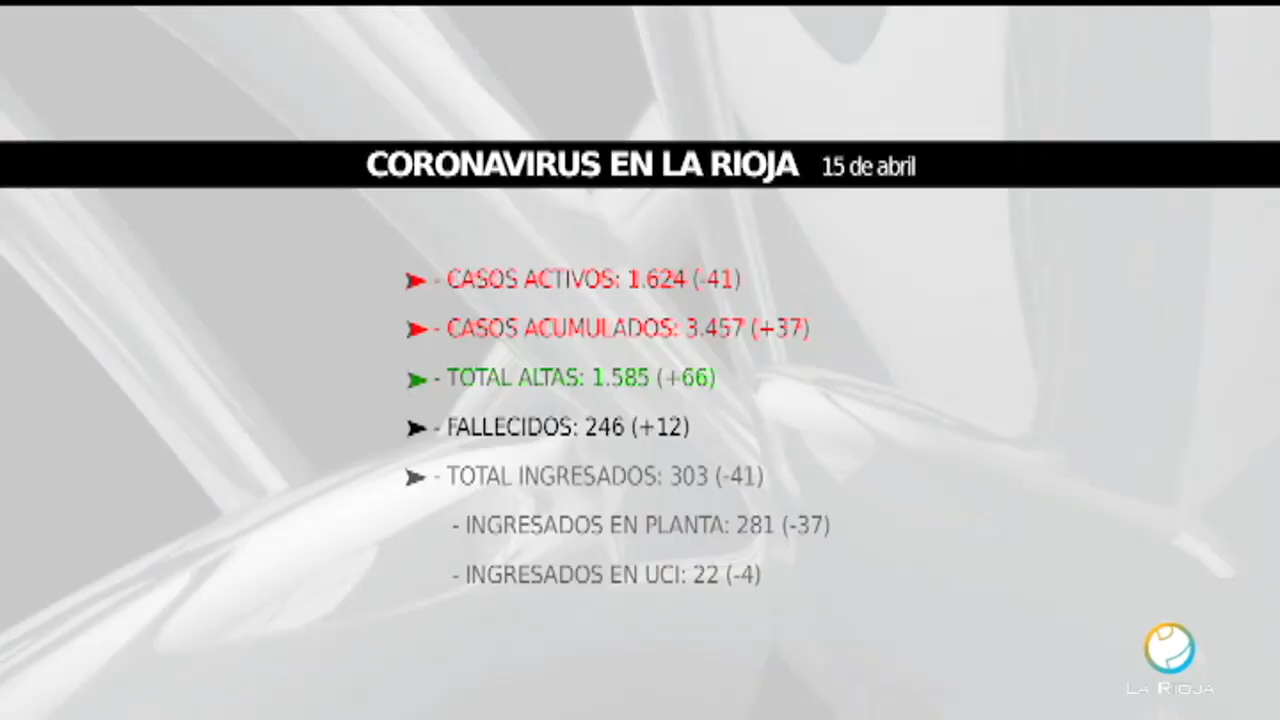 CORONAVIRUS EN LA RIOJA 15 de abril
- CASOS ACTIVOS: 1.624 (-41)
- CASOS ACUMULADOS: 3.457 (+37)
- TOTAL ALTAS: 1.585 (+66)
- FALLECIDOS: 246 (+12)
- TOTAL INGRESADOS: 303 (-41)
- INGRESADOS EN PLANTA: 281 (-37)
- INGRESADOS EN UCI: 22 (-4)
LA RIOJA